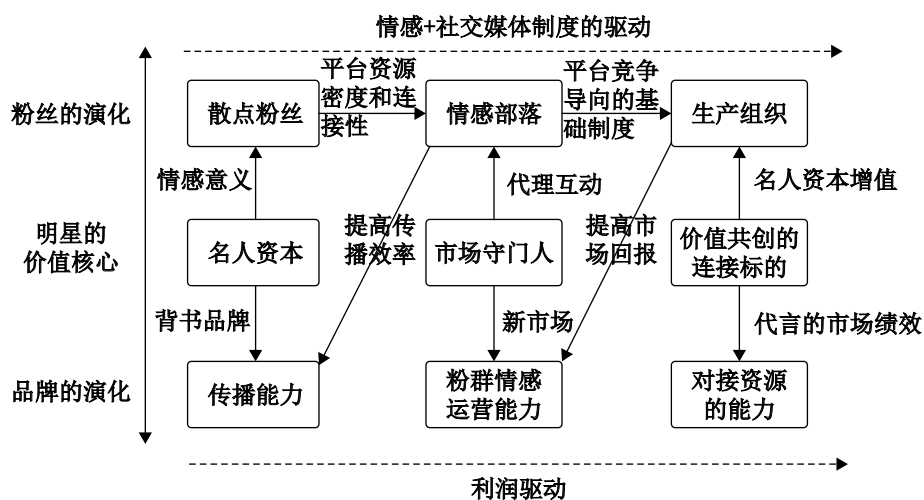 情感+社交媒体制度的驱动
粉丝的演化
散点粉丝
平台资源
密度和连
接性
情感部落
平台竞争
导向的基
础制度
生产组织
情感意义
代理互动
名人资本增值
明星的
价值核心
名人资本
提高传
播效率
市场守门人
提高市
场回报
价值共创的
连接标的
背书品牌
新市场
代言的市场绩效
品牌的演化
传播能力
粉群情感
运营能力
对接资源
的能力
利润驱动